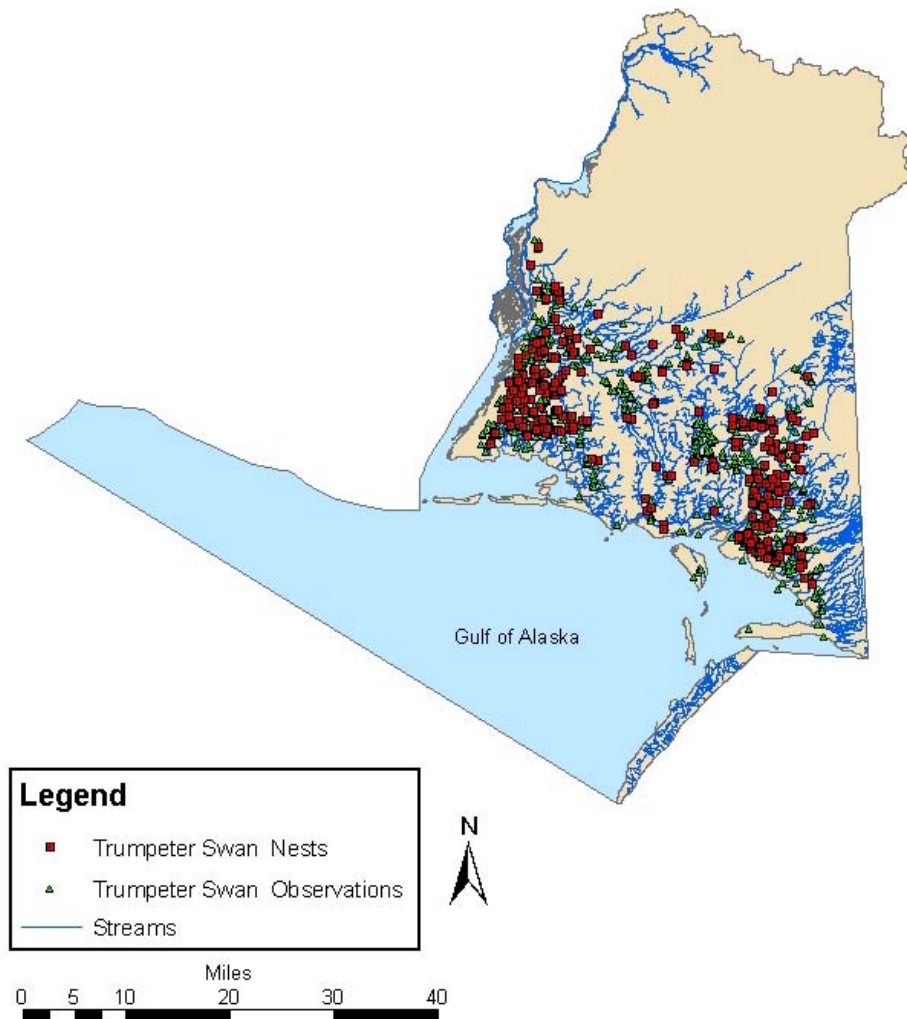 Gulf of Alaska
Legend
Trumpeter Swan Nests
Trumpeter Swan Observations
Streams
N
Miles
0 5 10 20 30 40